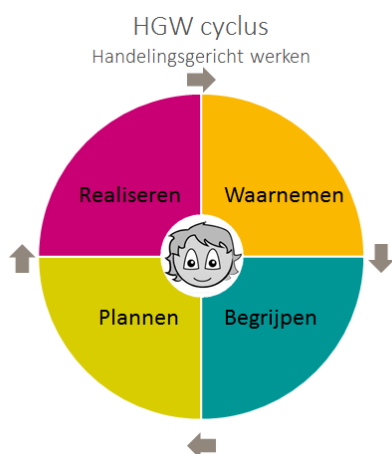 HGW cyclus
Handelingsgericht werken
Realiseren
Waarnemen
Plannen
Begrijpen